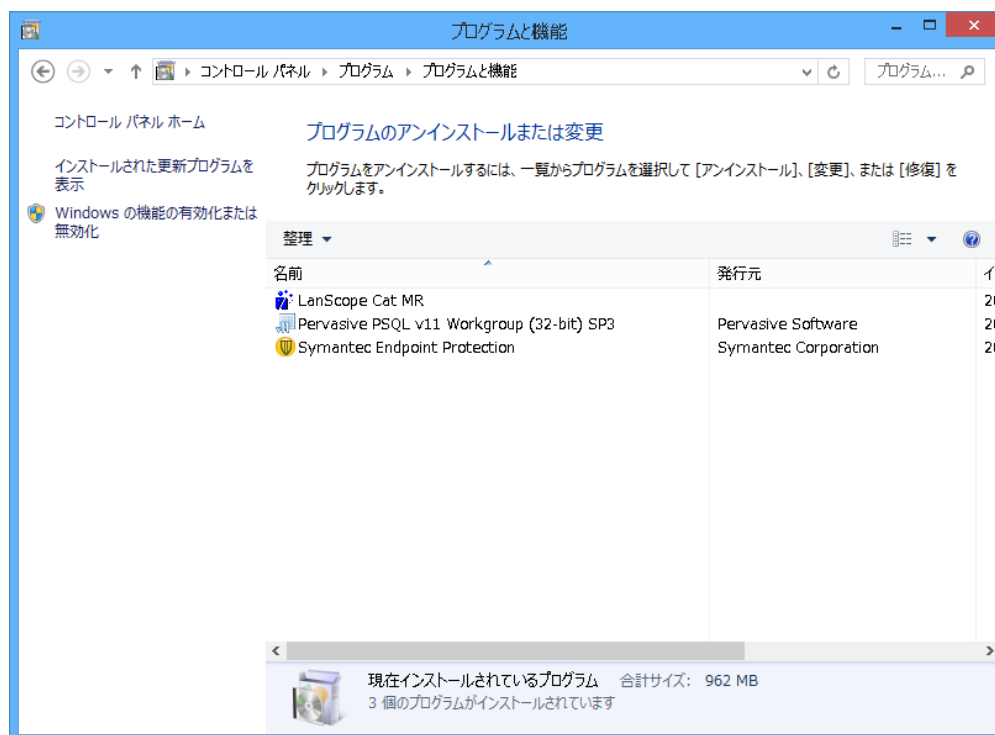 プログラムと機能
コントロール パネル プログラム プログラムと機能
プログラム...
コントロール パネル ホーム
インストールされた更新プログラムを
表示
Windows の機能の有効化または
無効化
プログラムのアンインストールまたは変更
プログラムをアンインストールするには、一覧からプログラムを選択して [アンインストール]、[変更]、または [修復] を
クリックします。
整理
名前 発行元 イ
LanScope Cat MR
Pervasive PSQL v11 Workgroup (32-bit) SP3 Pervasive Software
Symantec Endpoint Protection Symantec Corporation
現在インストールされているプログラム 合計サイズ: 962 MB
3 個のプログラムがインストールされています